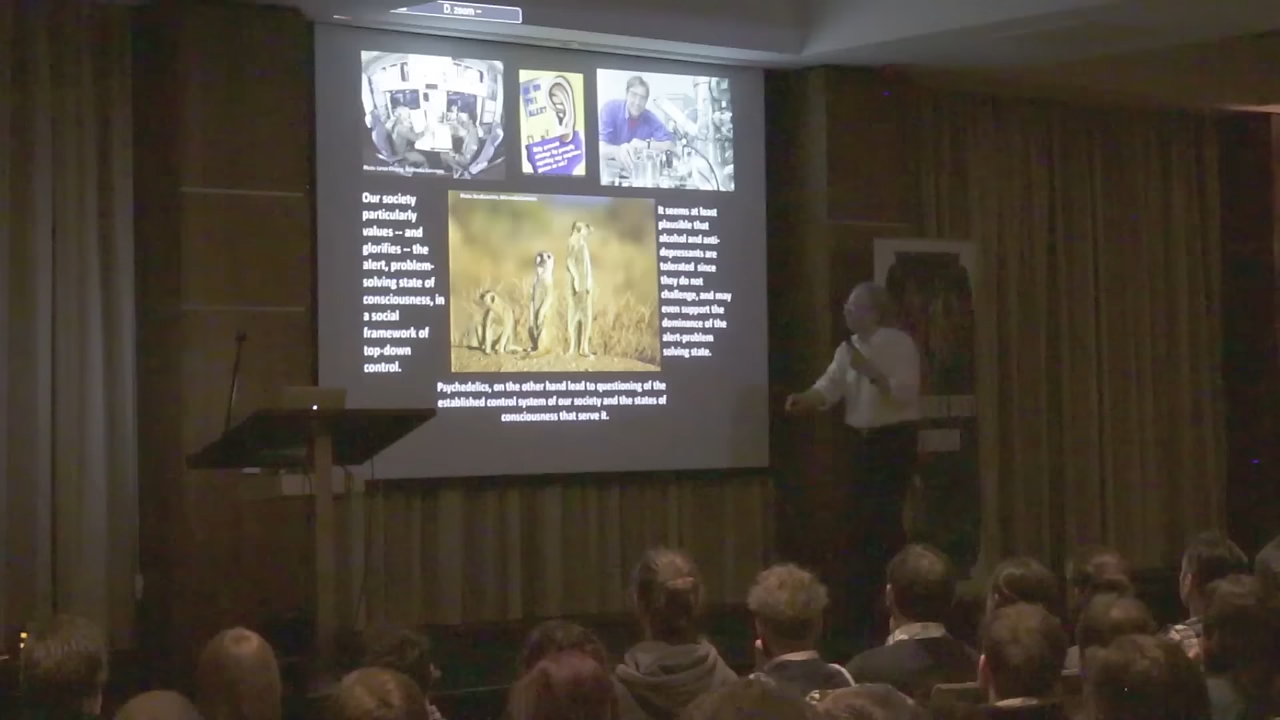 D. zoom –
Our society
particularly
values -- and
glorifies -- the
alert, problem-
solving state of
consciousness, in
a social
framework of
top-down
control.
It seems at least
plausible that
alcohol and anti-
depressants are
tolerated since
they do not
challenge, and may
even support the
dominance of the
alert-problem
solving state.
Psychedelics, on the other hand lead to questioning of the
established control system of our society and the states of
consciousness that serve it.